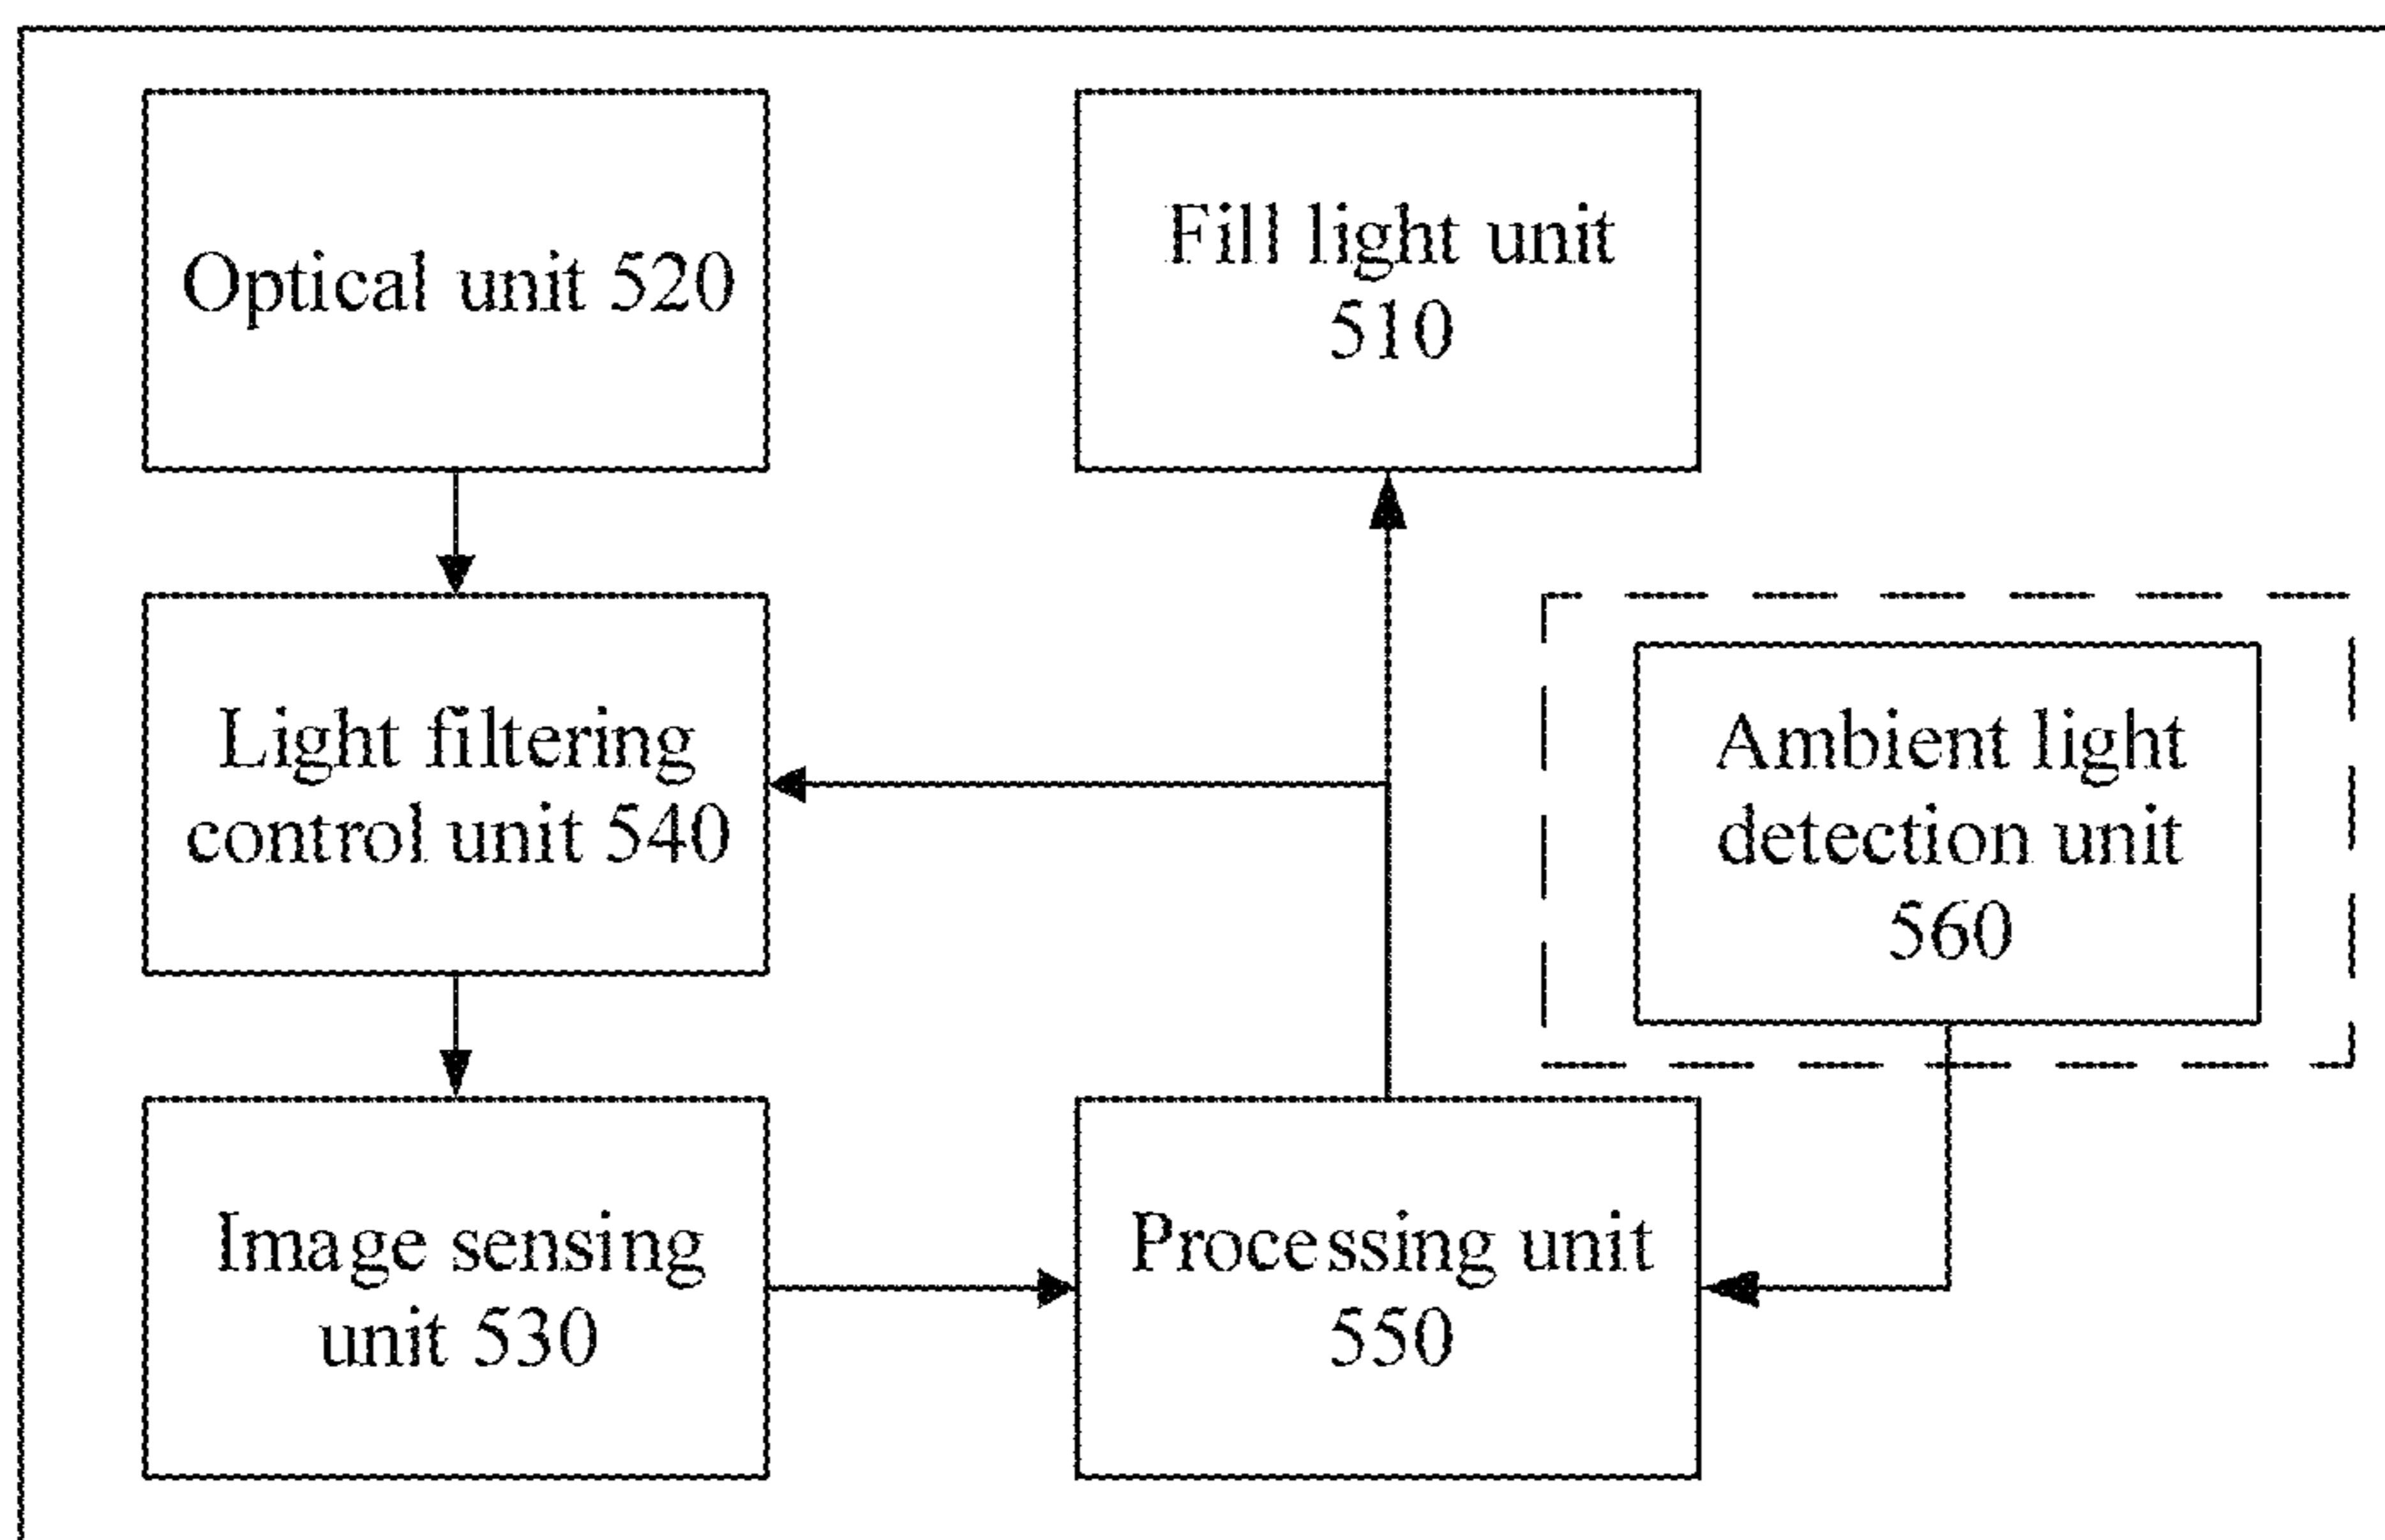 Optical unit 520
Fill light unit
510
Light filtering
control unit 540
Ambient light
detection unit
560
Image sensing
unit 530
Processing unit
550